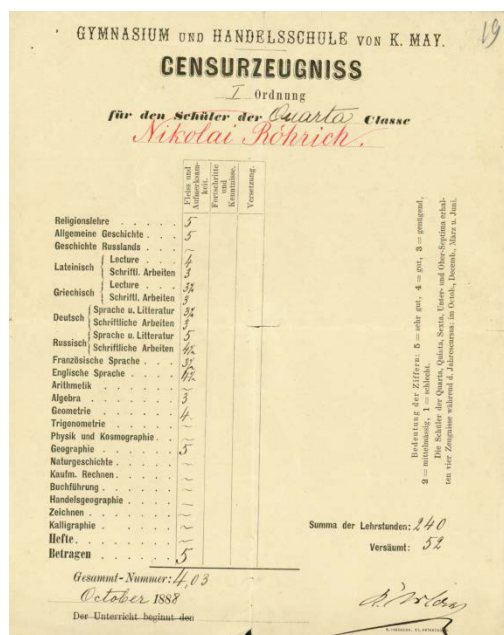 19
GYMNASIUM UND HANDELSSCHULE VON K. MAY.
CENSURZEUGNISS
I Ordnung
für den Schüler der Quarta Classe
Nikolai Röhrich.
Fleiss und Aufmerksamkeit.
Fortschritte und Kenntnisse.
Versetzung.
Religionslehre . . . . 5
Allgemeine Geschichte . . . 5
Geschichte Russlands . . . ~
Lateinisch { Lecture . . . . 4
Schriftl. Arbeiten 3
Griechisch { Lecture . . . . 3½
Schriftl. Arbeiten 3
Deutsch { Sprache u. Litteratur 3½
Schriftliche Arbeiten 3
Russisch { Sprache u. Litteratur 5
Schriftliche Arbeiten 4½
Französische Sprache . . . 3½
Englische Sprache . . . . 4½
Arithmetik . . . . ~
Algebra . . . . 3
Geometrie . . . . 4
Trigonometrie . . . . ~
Physik und Kosmographie . . ~
Geographie . . . . 5
Naturgeschichte . . . . ~
Kaufm. Rechnen . . . . ~
Buchführung . . . . ~
Handelsgeographie . . . . ~
Zeichnen . . . . ~
Kalligraphie . . . . ~
Hefte . . . . ~
Betragen . . . . 5
Bedeutung der Ziffern: 5 = sehr gut, 4 = gut, 3 = genügend,
2 = mittelmässig, 1 = schlecht.
Die Schüler der Quarta, Quinta, Sexta, Unter- und Ober-Septima erhal-
ten vier Zeugnisse während d. Jahrescursus: im Octob., Decemb., März u. Juni.
Summa der Lehrstunden: 240
Versäumt: 52
Gesammt-Nummer: 4,03
October 1888
Der Unterricht beginnt den